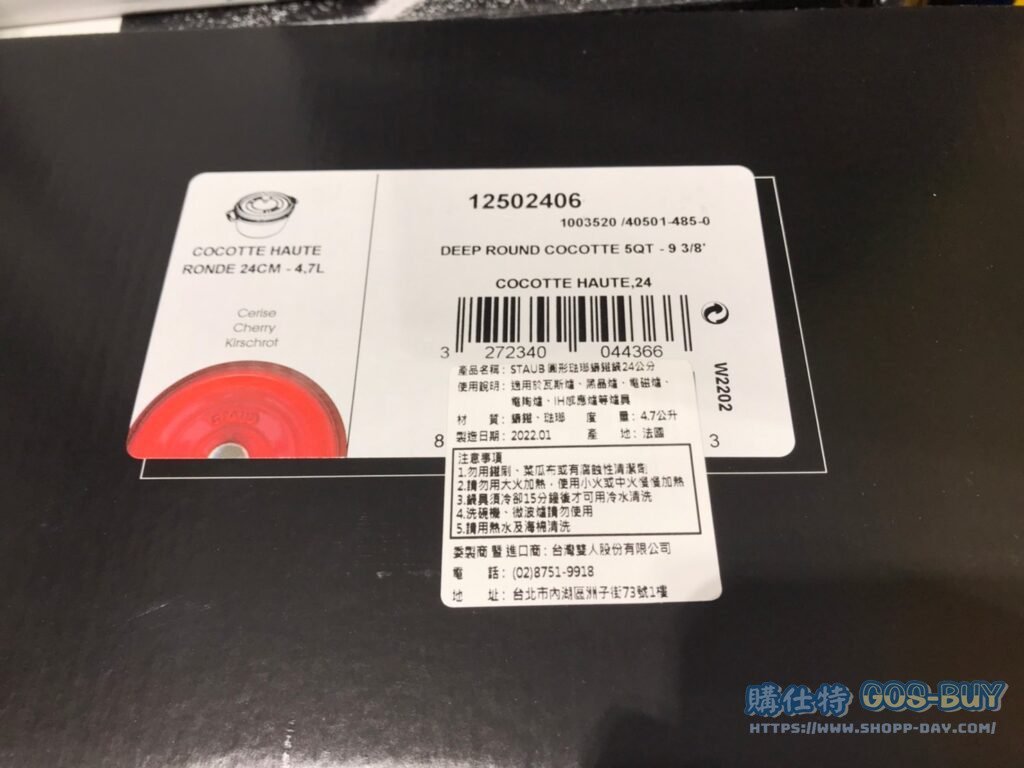 COCOTTE HAUTE
RONDE 24CM - 4,7L
Cerise
Cherry
Kirschrot
STAUB
12502406
1003520 /40501-485-0
DEEP ROUND COCOTTE 5QT - 9 3/8'
COCOTTE HAUTE,24
3 272340 044366
W2202
8
3
產品名稱: STAUB 圓形琺瑯鑄鐵鍋24公分
使用說明: 適用於瓦斯爐、黑晶爐、電磁爐、
電陶爐、IH感應爐等爐具
材 質: 鑄鐵、琺瑯 度 量: 4.7公升
製造日期: 2022.01 產 地: 法國
注意事項
1.勿用鐵刷、菜瓜布或有腐蝕性清潔劑
2.請勿用大火加熱,使用小火或中火慢慢加熱
3.鍋具須冷卻15分鐘後才可用冷水清洗
4.洗碗機、微波爐請勿使用
5.請用熱水及海棉清洗
委製商暨進口商: 台灣雙人股份有限公司
電 話: (02)8751-9918
地 址: 台北市內湖區洲子街73號1樓
購仕特 GOS-BUY
HTTPS://WWW.SHOPP-DAY.COM/